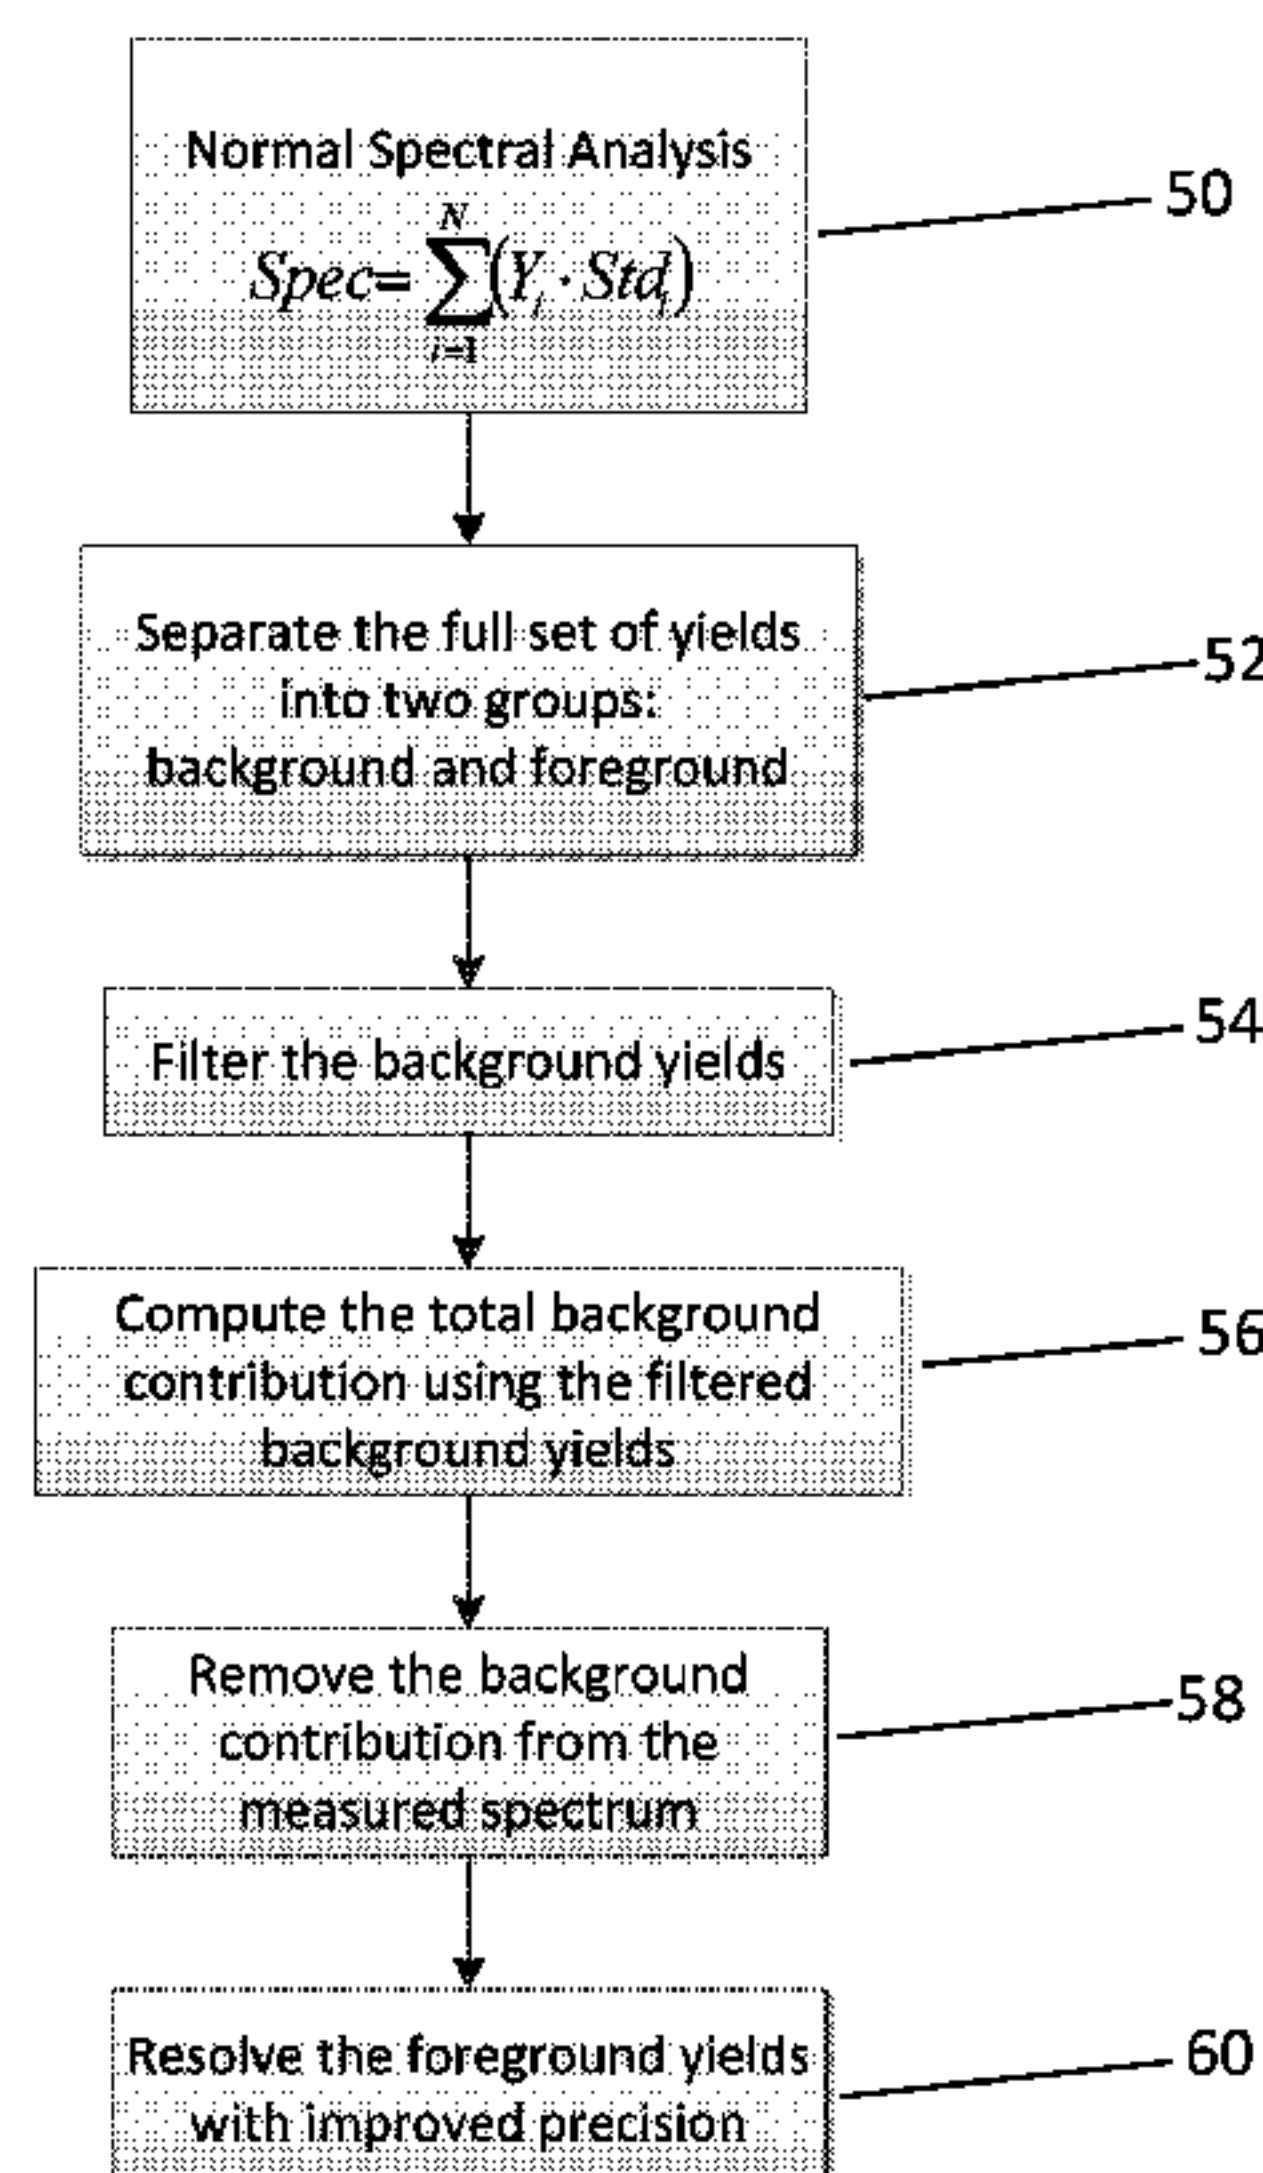 Normal Spectral Analysis
N
Spec= ∑(Y_i · Std_i)
i=1
50
Separate the full set of yields
into two groups:
background and foreground
52
Filter the background yields
54
Compute the total background
contribution using the filtered
background yields
56
Remove the background
contribution from the
measured spectrum
58
Resolve the foreground yields
with improved precision
60